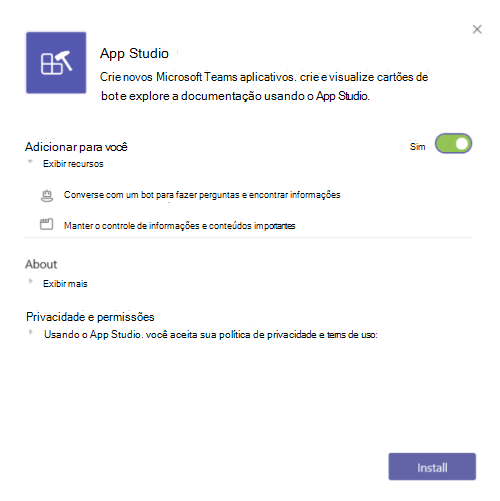 App Studio
Crie novos Microsoft Teams aplicativos. crie e visualize cartões de
bot e explore a documentação usando o App Studio.
Adicionar para você
Sim
Exibir recursos
Converse com um bot para fazer perguntas e encontrar informações
Manter o controle de informações e conteúdos importantes
About
Exibir mais
Privacidade e permissões
Usando o App Studio. você aceita sua política de privacidade e tems de uso:
Install